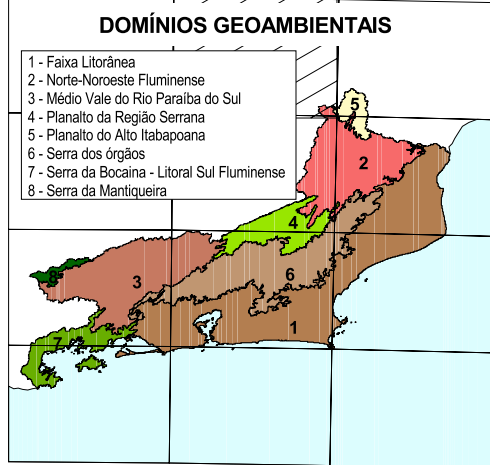 DOMÍNIOS GEOAMBIENTAIS
1 - Faixa Litorânea
2 - Norte-Noroeste Fluminense
3 - Médio Vale do Rio Paraíba do Sul
4 - Planalto da Região Serrana
5 - Planalto do Alto Itabapoana
6 - Serra dos órgãos
7 - Serra da Bocaina - Litoral Sul Fluminense
8 - Serra da Mantiqueira
5
2
4
8
3
6
1
7